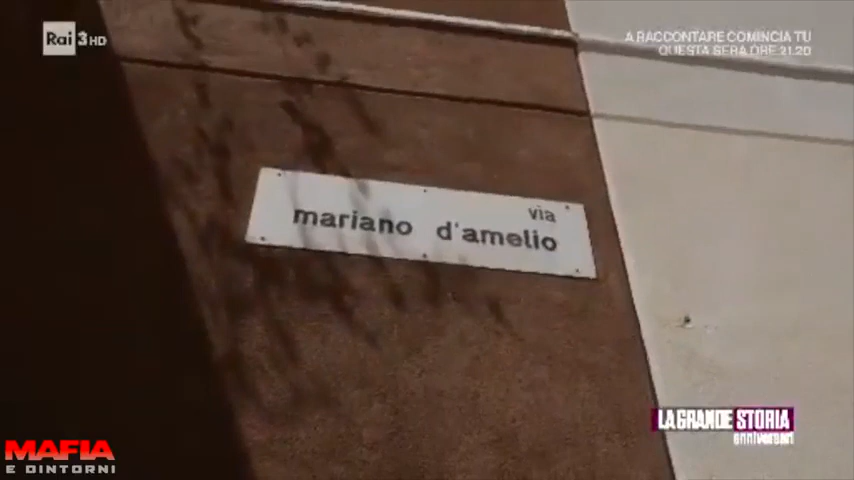 Rai 3HD
A RACCONTARE COMINCIA TU
QUESTA SERA ORE 21.20
via
mariano d'amelio
LA GRANDE STORIA
anniversari
MAFIA
E DINTORNI